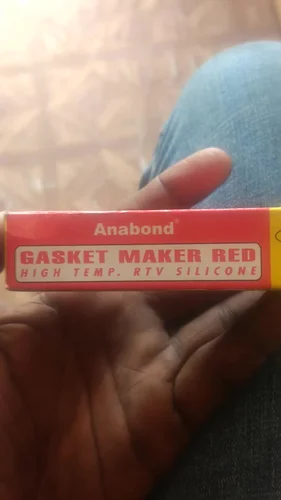 Anabond®
GASKET MAKER RED
HIGH TEMP. RTV SILICONE